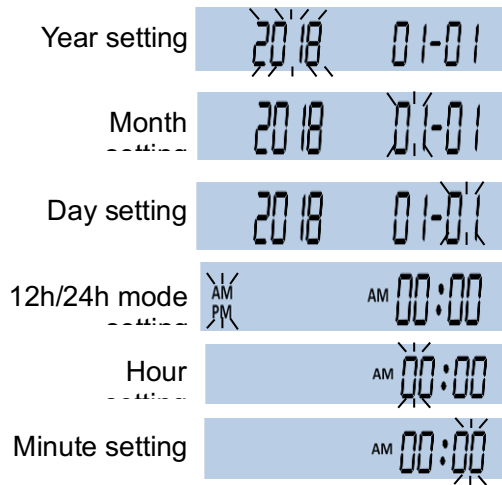 Year setting 2018 01-01
Month 2018 01-01
Day setting 2018 01-01
12h/24h mode AM PM AM 00:00
Hour AM 00:00
Minute setting AM 00:00